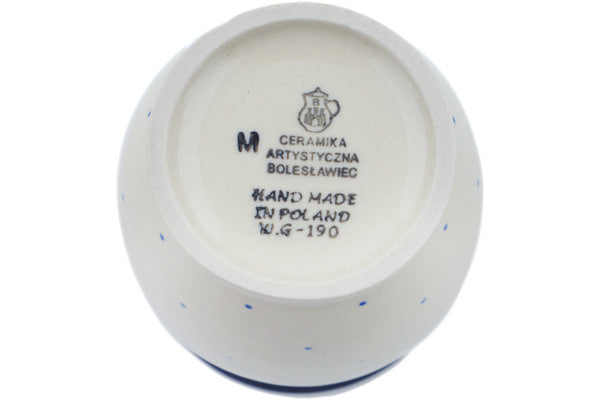 B
M CERAMIKA
ARTYSTYCZNA
BOLESŁAWIEC
HAND MADE
IN POLAND
W.G-190